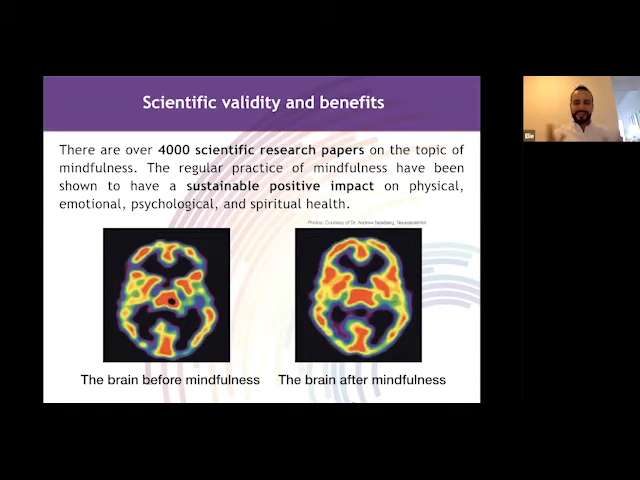 Scientific validity and benefits
There are over 4000 scientific research papers on the topic of
mindfulness. The regular practice of mindfulness have been
shown to have a sustainable positive impact on physical,
emotional, psychological, and spiritual health.
Photos: Courtesy of Dr. Andrew Newberg, Neuroscientist
The brain before mindfulness
The brain after mindfulness
Elie